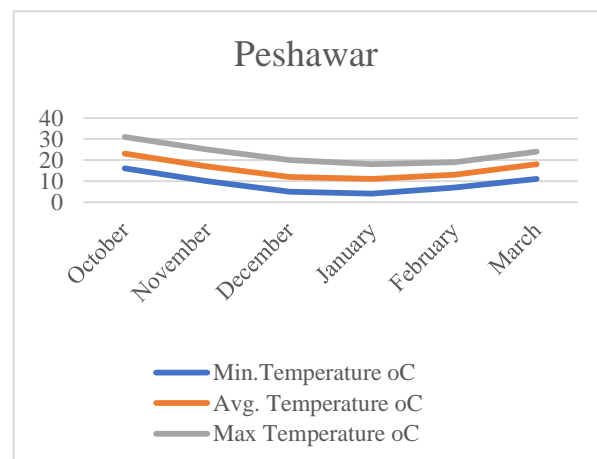 Peshawar
40
30
20
10
0
October
November
December
January
February
March
Min.Temperature oC
Avg. Temperature oC
Max Temperature oC